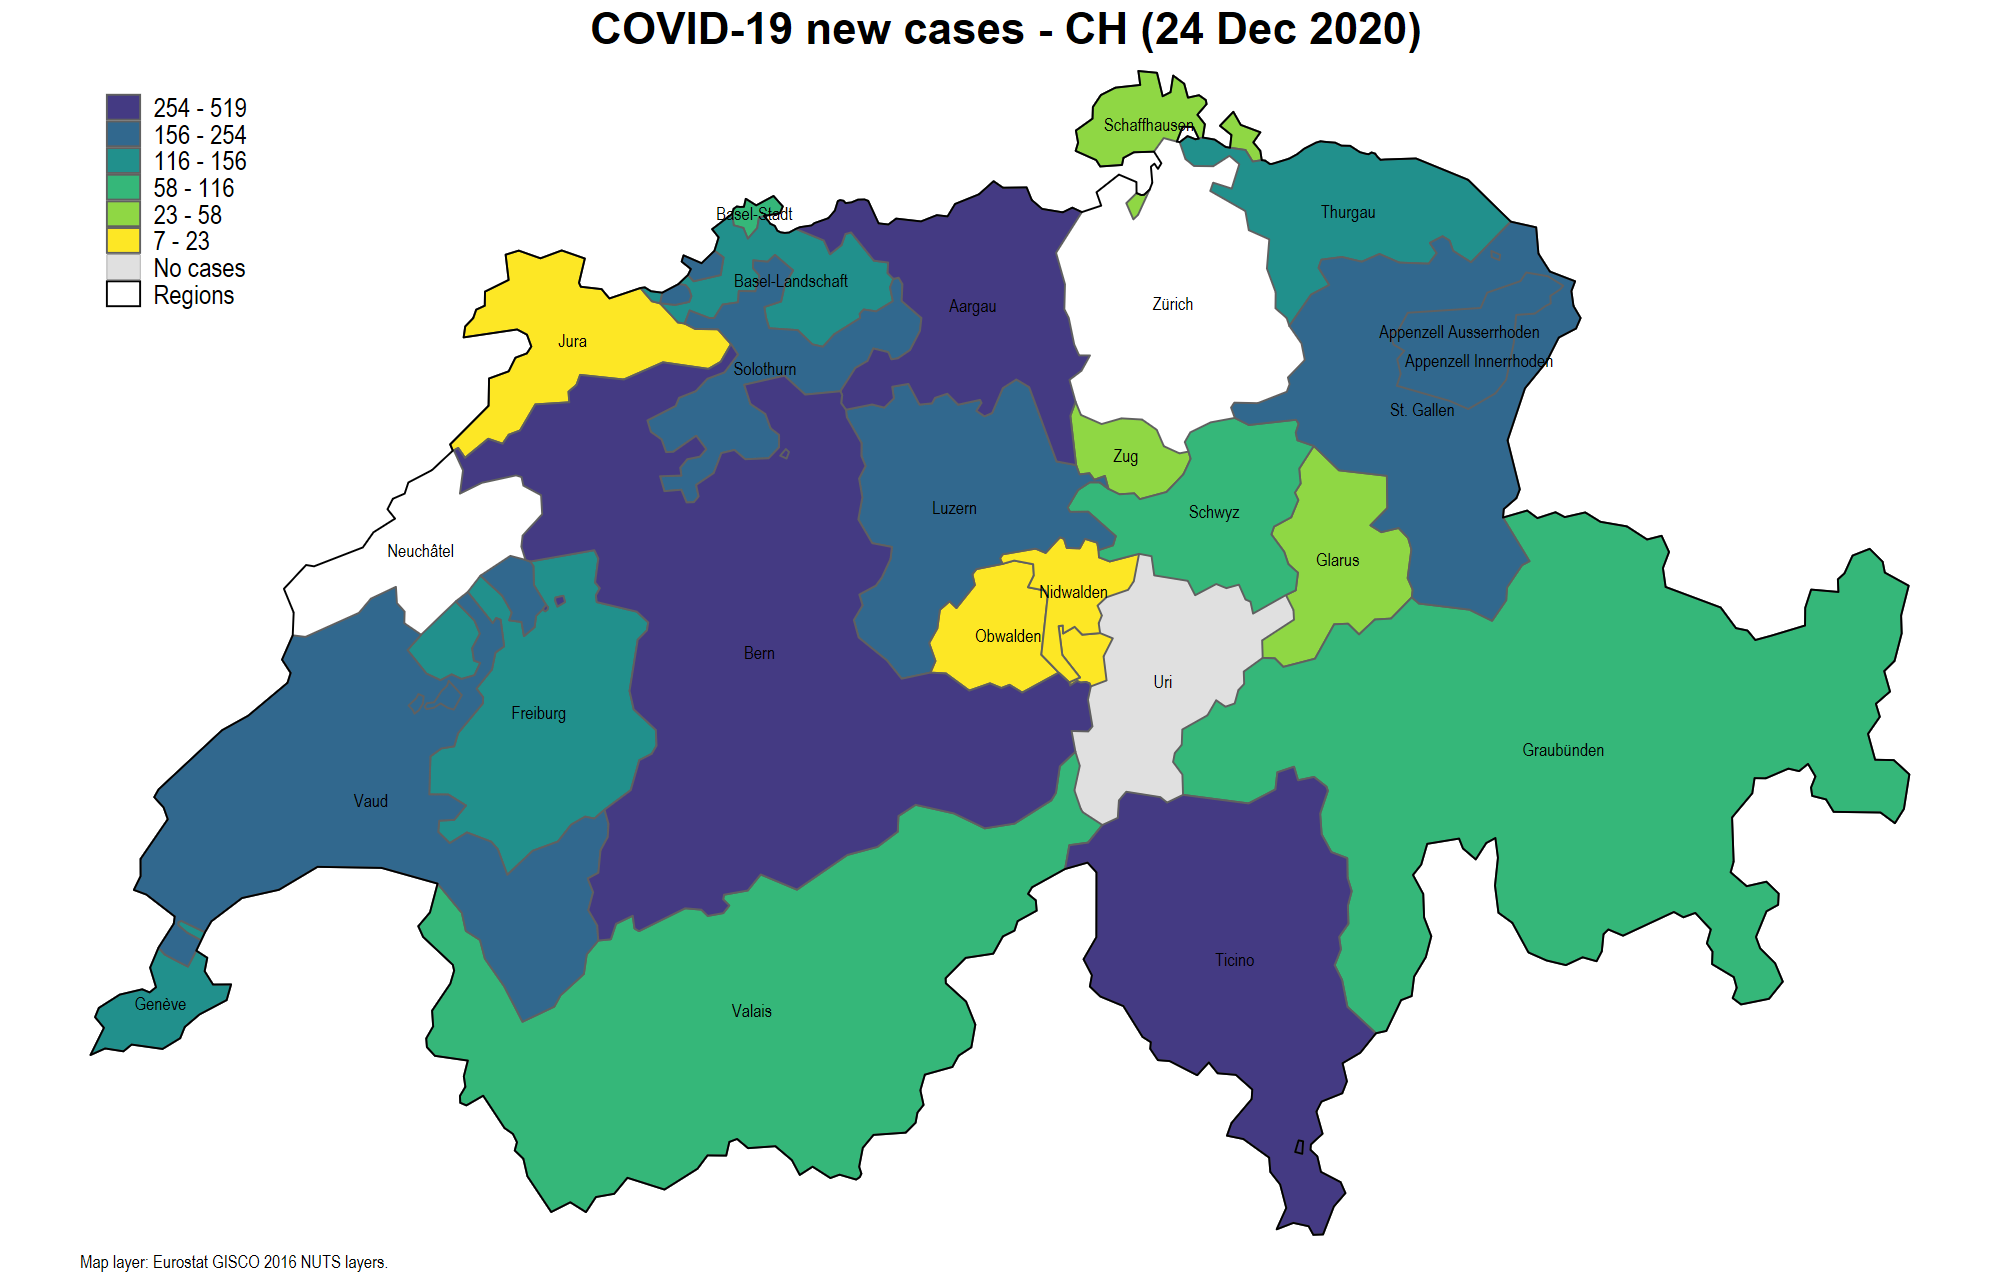 COVID-19 new cases - CH (24 Dec 2020)
254 - 519
156 - 254
116 - 156
58 - 116
23 - 58
7 - 23
No cases
Regions
Schaffhausen
Basel-Stadt
Thurgau
Basel-Landschaft
Aargau
Zürich
Jura
Appenzell Ausserrhoden
Solothurn
Appenzell Innerrhoden
St. Gallen
Zug
Luzern
Schwyz
Neuchâtel
Glarus
Nidwalden
Obwalden
Bern
Uri
Freiburg
Graubünden
Vaud
Ticino
Genève
Valais
Map layer: Eurostat GISCO 2016 NUTS layers.